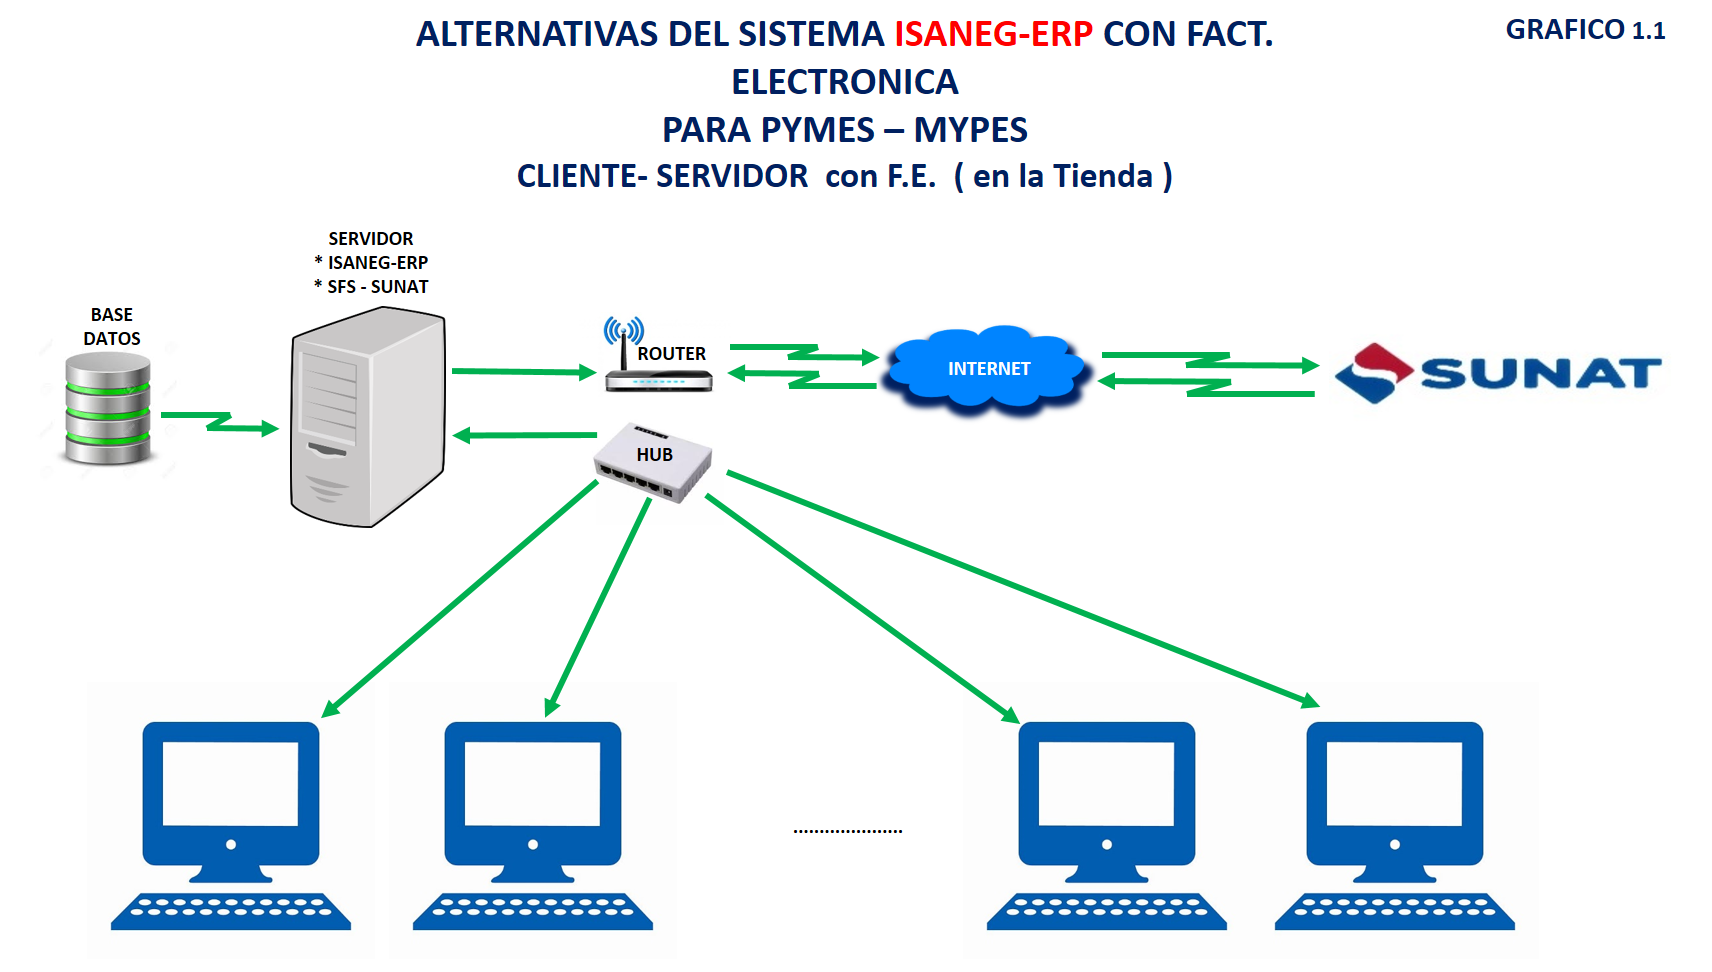 ALTERNATIVAS DEL SISTEMA ISANEG-ERP CON FACT.
ELECTRONICA
PARA PYMES – MYPES
CLIENTE- SERVIDOR con F.E. ( en la Tienda )
GRAFICO 1.1
SERVIDOR
* ISANEG-ERP
* SFS - SUNAT
BASE
DATOS
ROUTER
INTERNET
SUNAT
HUB
.....................